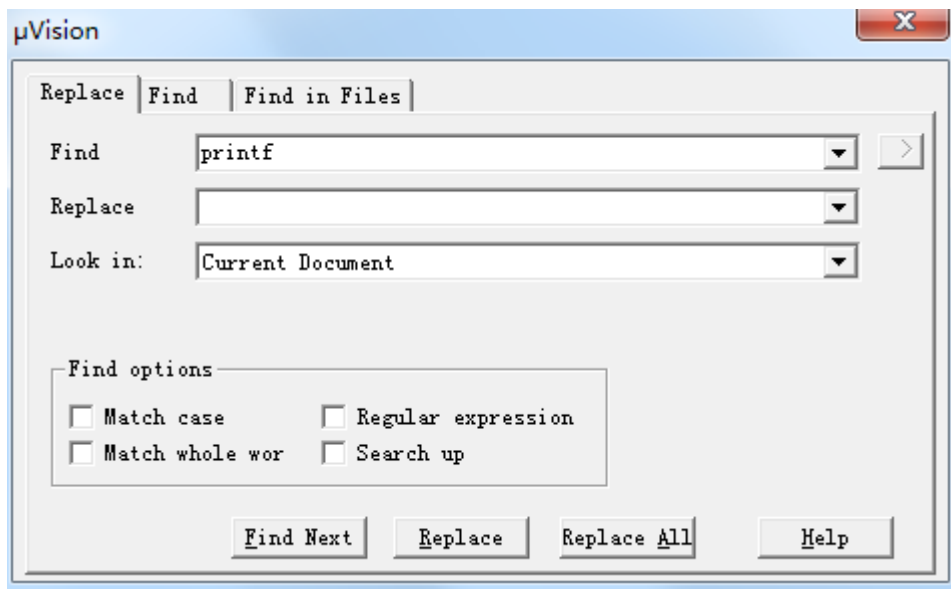 µVision
Replace Find Find in Files
Find printf
Replace
Look in: Current Document
Find options
Match case Regular expression
Match whole wor Search up
Find Next Replace Replace All Help